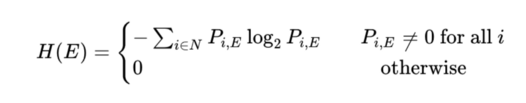 H(E) = { − ∑_{i∈N} P_{i,E} log₂ P_{i,E}    P_{i,E} ≠ 0 for all i
0    otherwise